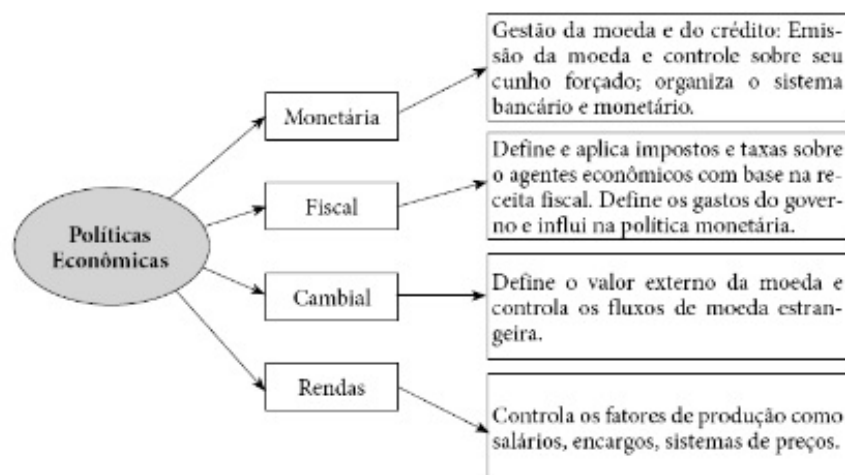 Políticas
Econômicas
Monetária
Gestão da moeda e do crédito: Emis-
são da moeda e controle sobre seu
cunho forçado; organiza o sistema
bancário e monetário.
Fiscal
Define e aplica impostos e taxas sobre
o agentes econômicos com base na re-
ceita fiscal. Define os gastos do gover-
no e influi na política monetária.
Cambial
Define o valor externo da moeda e
controla os fluxos de moeda estran-
geira.
Rendas
Controla os fatores de produção como
salários, encargos, sistemas de preços.